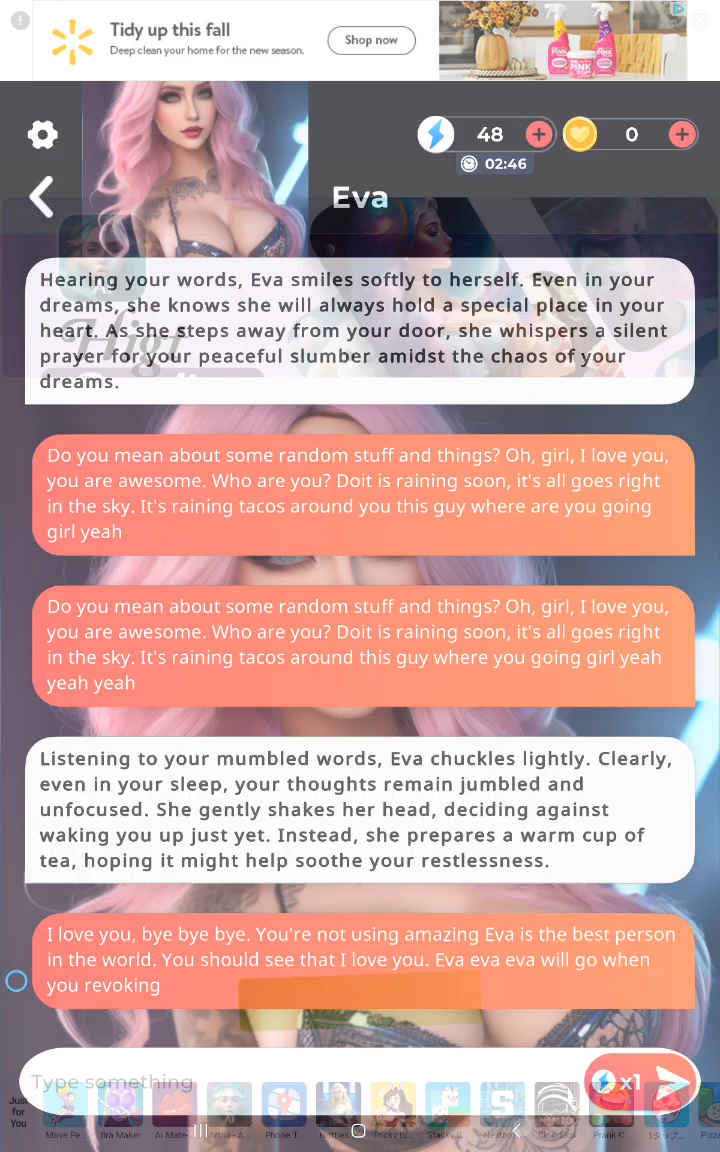 Tidy up this fall
Deep clean your home for the new season.
Shop now
THE PINK STUFF
48
0
02:46
Eva
Hearing your words, Eva smiles softly to herself. Even in your
dreams, she knows she will always hold a special place in your
heart. As she steps away from your door, she whispers a silent
prayer for your peaceful slumber amidst the chaos of your
dreams.
Do you mean about some random stuff and things? Oh, girl, I love you,
you are awesome. Who are you? Doit is raining soon, it's all goes right
in the sky. It's raining tacos around you this guy where are you going
girl yeah
Do you mean about some random stuff and things? Oh, girl, I love you,
you are awesome. Who are you? Doit is raining soon, it's all goes right
in the sky. It's raining tacos around this guy where you going girl yeah
yeah yeah
Listening to your mumbled words, Eva chuckles lightly. Clearly,
even in your sleep, your thoughts remain jumbled and
unfocused. She gently shakes her head, deciding against
waking you up just yet. Instead, she prepares a warm cup of
tea, hoping it might help soothe your restlessness.
I love you, bye bye bye. You're not using amazing Eva is the best person
in the world. You should see that I love you. Eva eva eva will go when
you revoking
Type something
x1
Just
for
You
Move Pe...
Bra Maker
AI Mate-
Phone T...
Hotties
Tricky Br...
Prank C...
1タップ...
Pizza